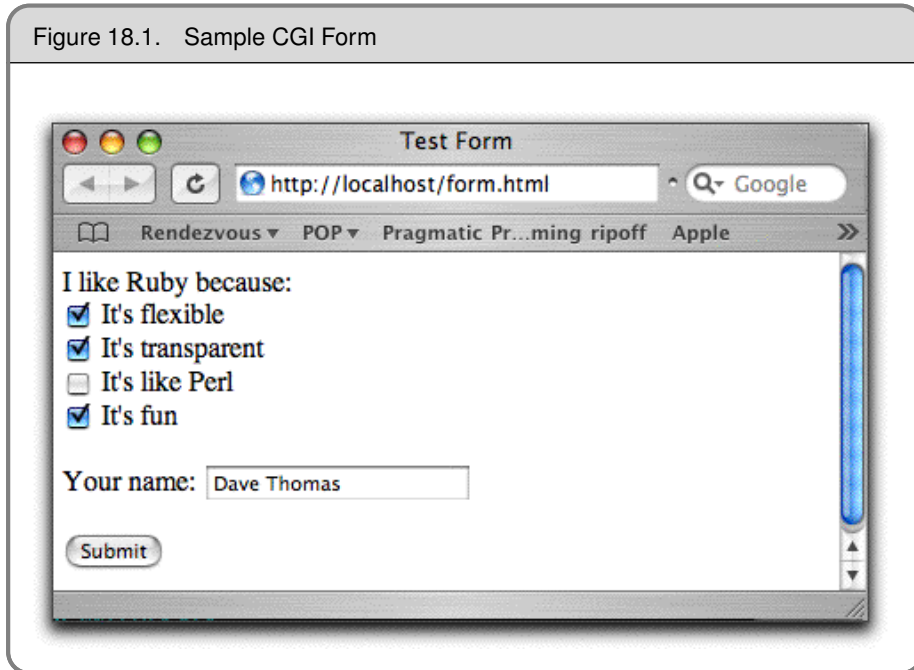 Figure 18.1. Sample CGI Form
Test Form
http://localhost/form.html
Google
Rendezvous POP Pragmatic Pr...ming ripoff Apple
I like Ruby because:
It's flexible
It's transparent
It's like Perl
It's fun
Your name: Dave Thomas
Submit